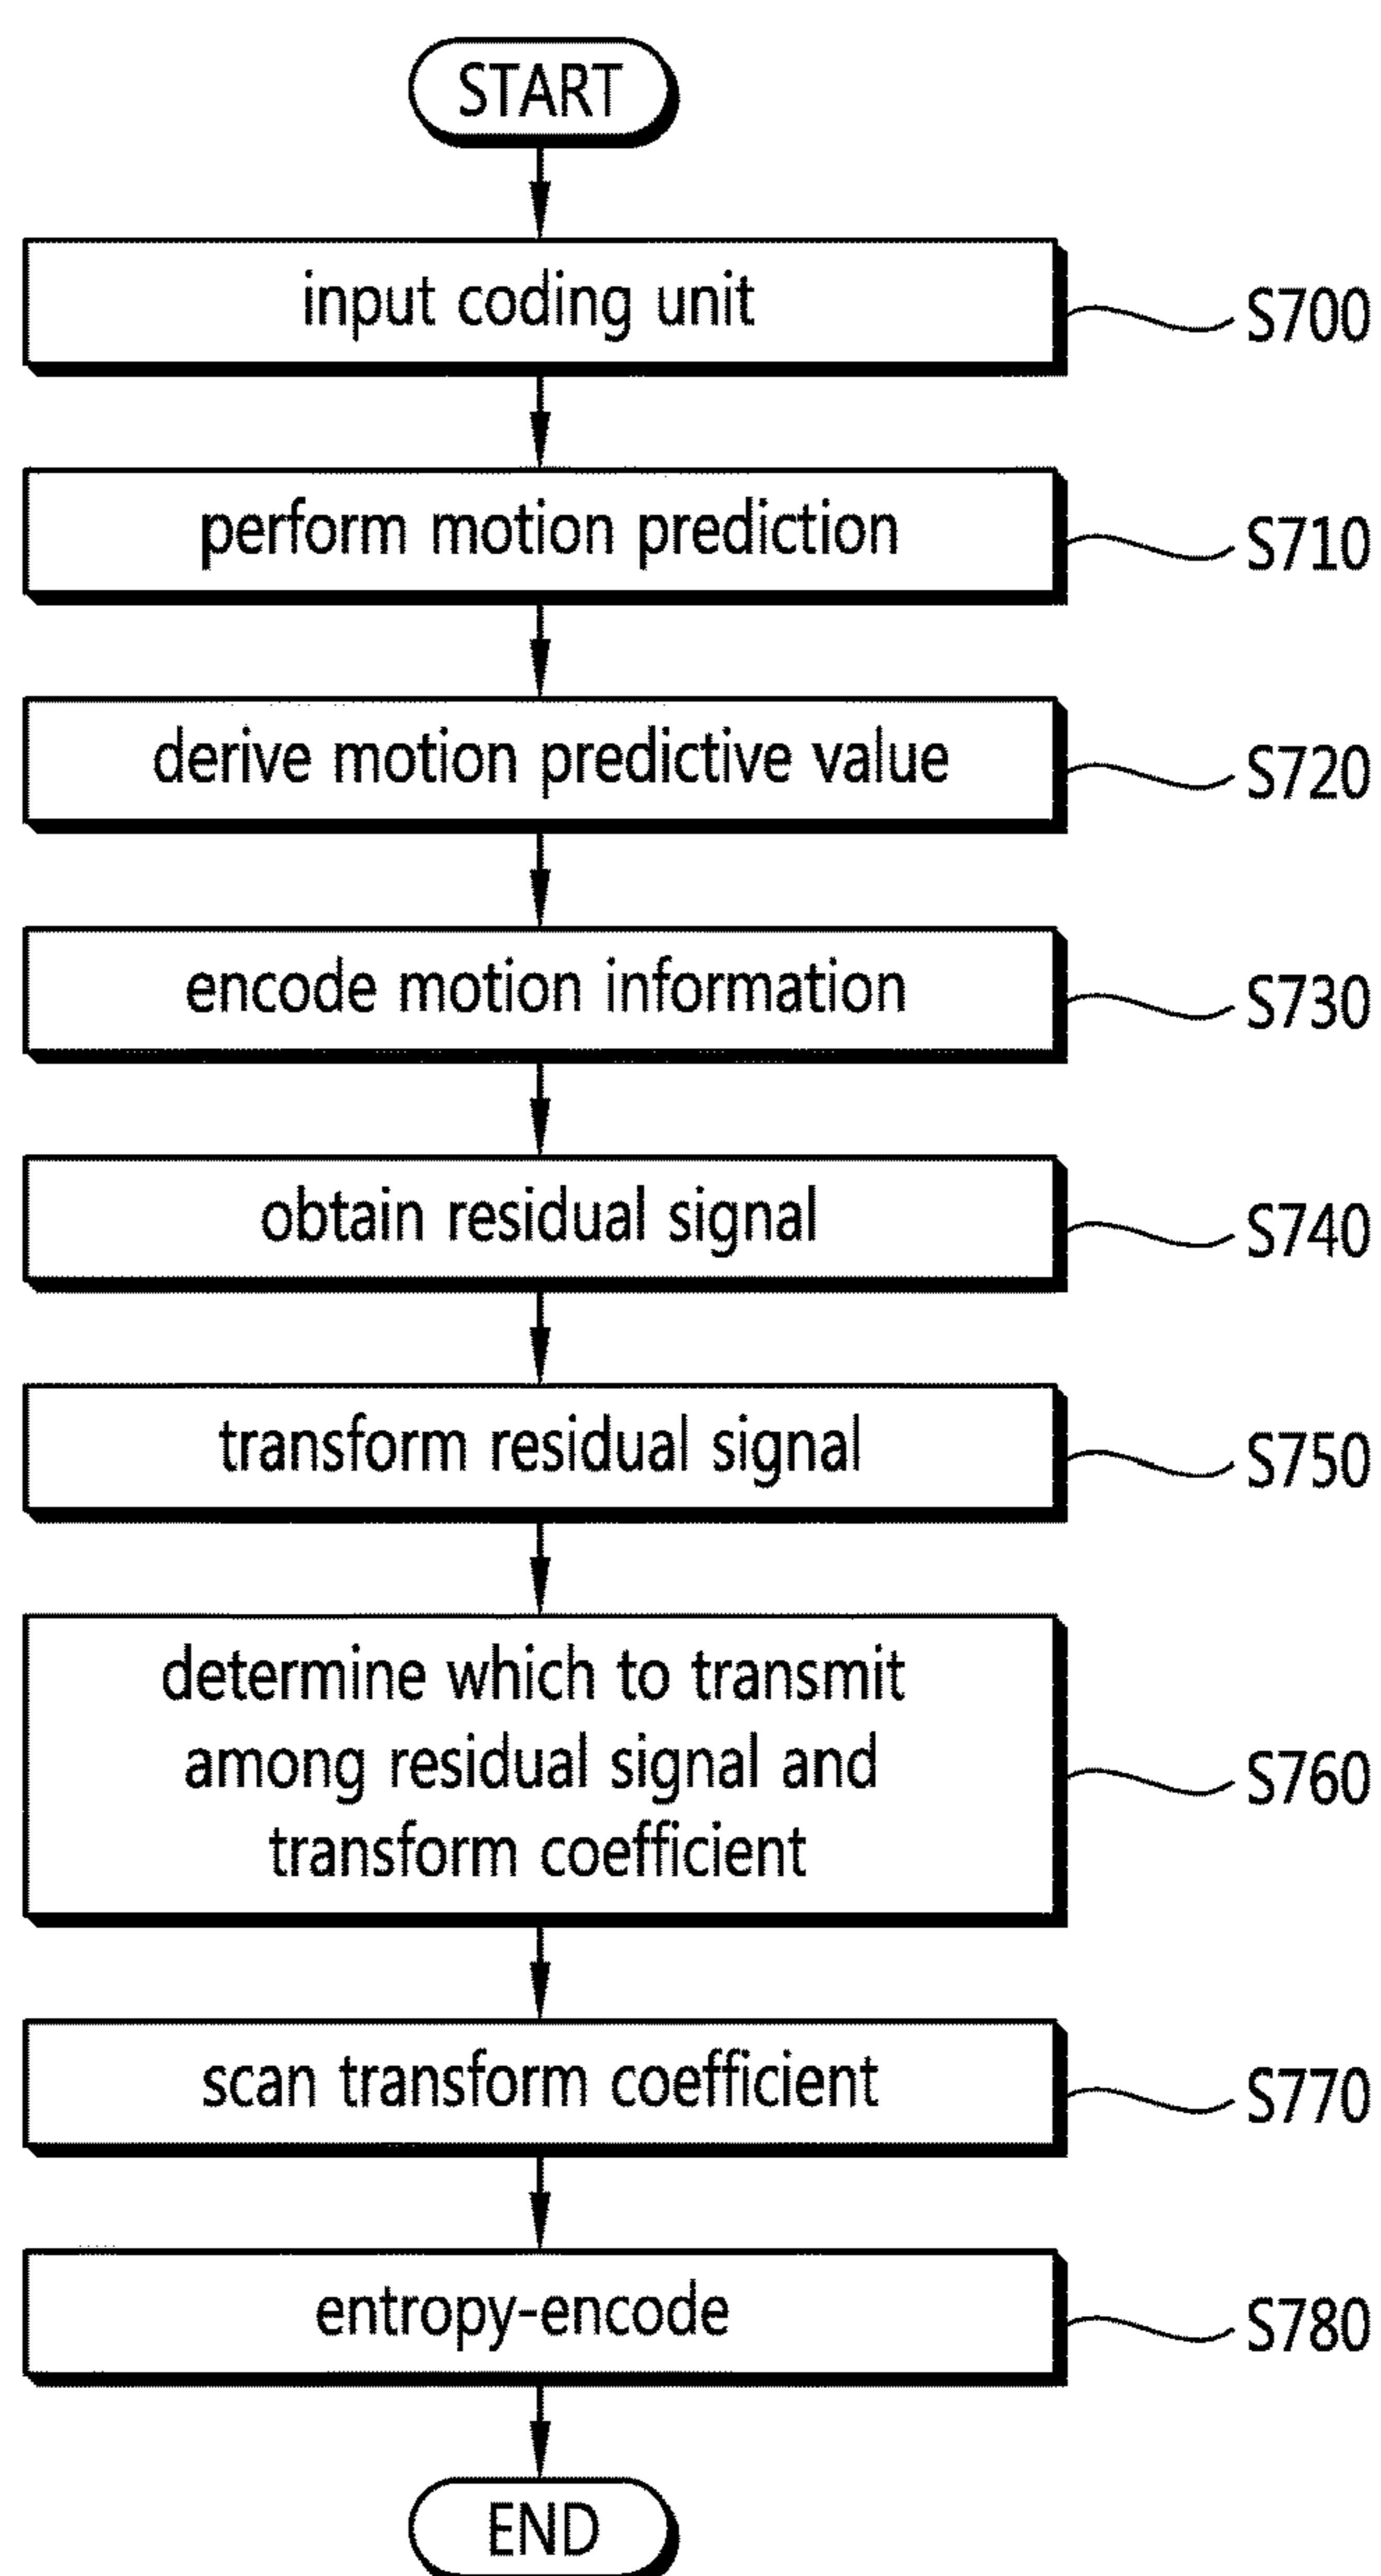 START
input coding unit
S700
perform motion prediction
S710
derive motion predictive value
S720
encode motion information
S730
obtain residual signal
S740
transform residual signal
S750
determine which to transmit
among residual signal and
transform coefficient
S760
scan transform coefficient
S770
entropy-encode
S780
END